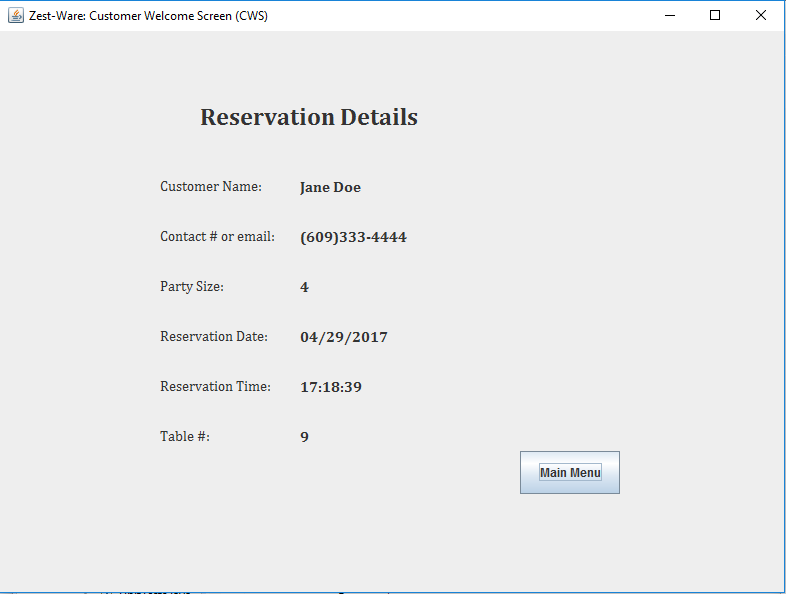 Zest-Ware: Customer Welcome Screen (CWS)
Reservation Details
Customer Name: Jane Doe
Contact # or email: (609)333-4444
Party Size: 4
Reservation Date: 04/29/2017
Reservation Time: 17:18:39
Table #: 9
Main Menu